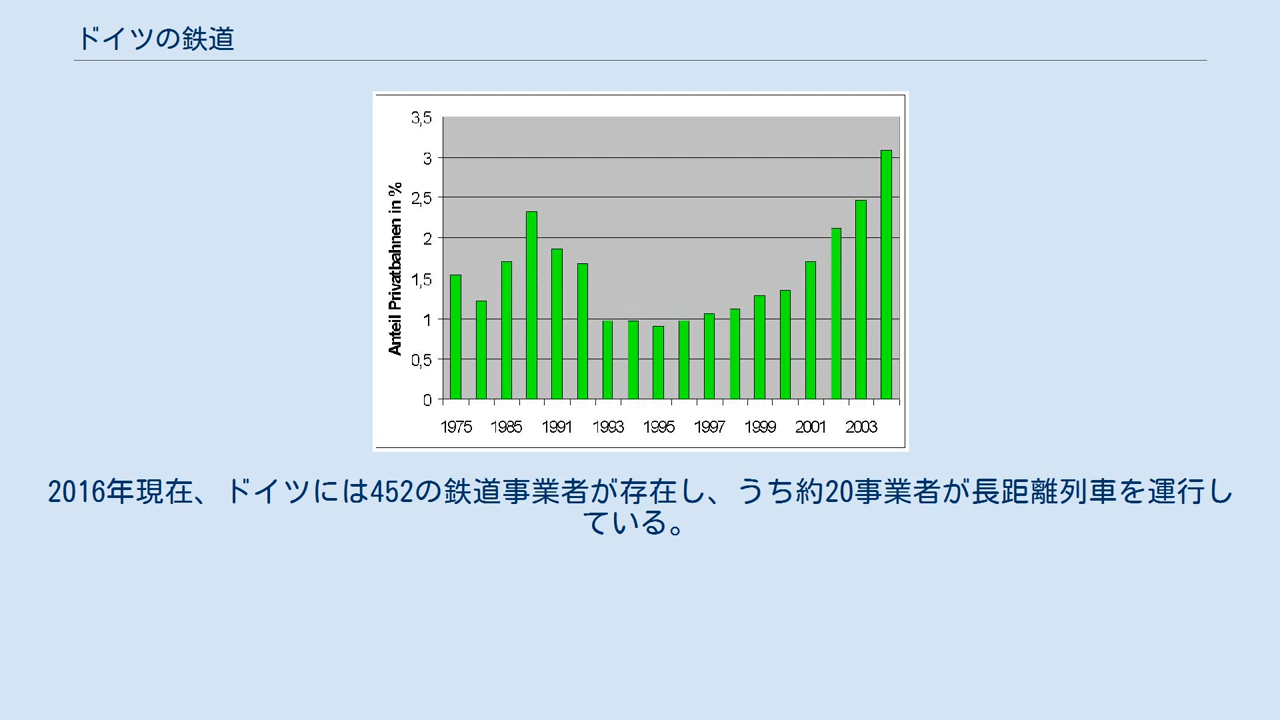 ドイツの鉄道
3,5
3
2,5
2
1,5
1
0,5
0
Anteil Privatbahnen in %
1975 1985 1991 1993 1995 1997 1999 2001 2003
2016年現在、ドイツには452の鉄道事業者が存在し、うち約20事業者が長距離列車を運行し
ている。